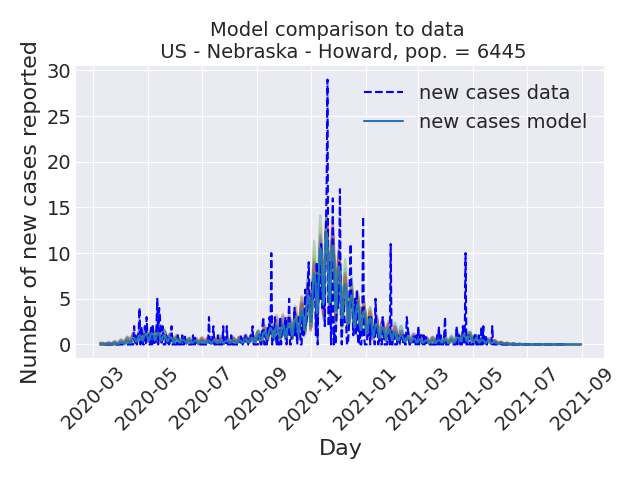 Model comparison to data
US - Nebraska - Howard, pop. = 6445
Number of new cases reported
30
25
20
15
10
5
0
new cases data
new cases model
2020-03
2020-05
2020-07
2020-09
2020-11
2021-01
2021-03
2021-05
2021-07
2021-09
Day